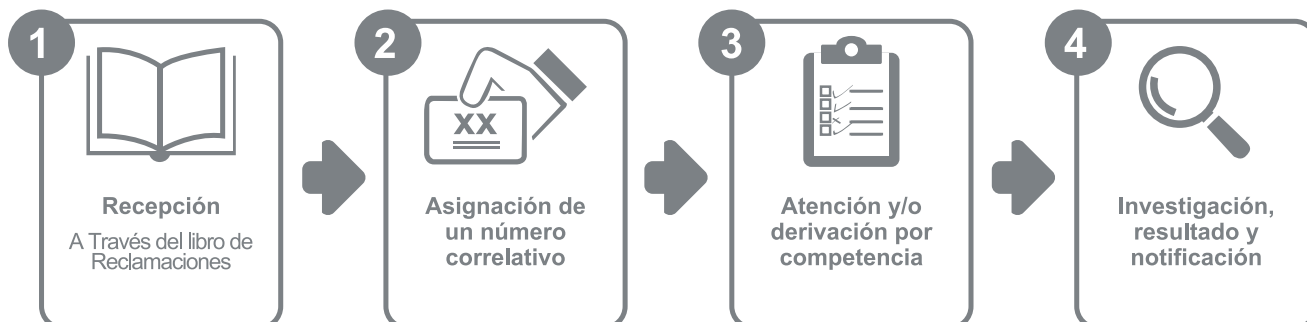 1
Recepción
A Través del libro de
Reclamaciones
2
XX
Asignación de
un número
correlativo
3
Atención y/o
derivación por
competencia
4
Investigación,
resultado y
notificación